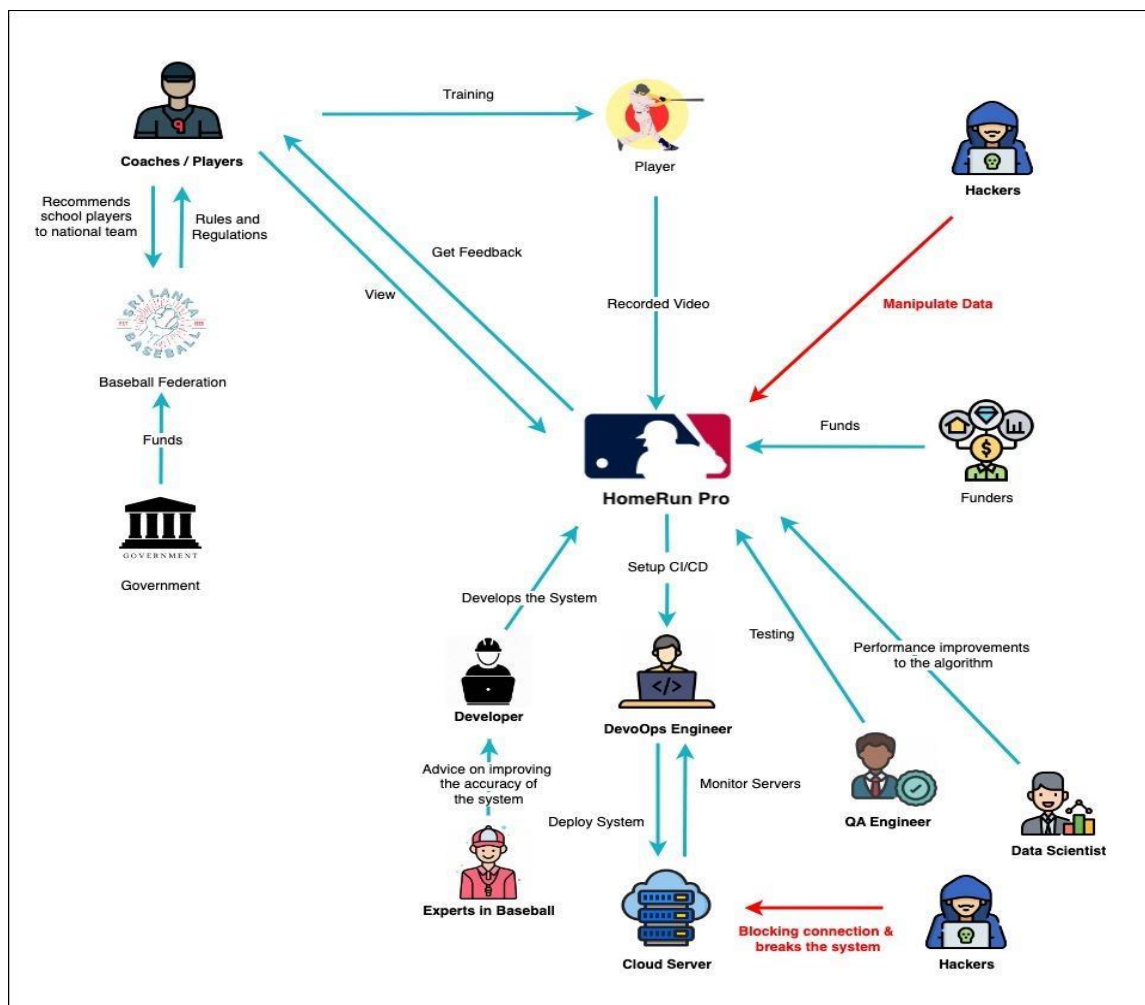 Training
Coaches / Players
Player
Hackers
Recommends
school players
to national team
Rules and
Regulations
Get Feedback
View
Recorded Video
Manipulate Data
SRI LANKA
BASEBALL
Baseball Federation
Funds
Funds
HomeRun Pro
Funders
GOVERNMENT
Government
Setup CI/CD
Develops the System
Testing
Performance improvements
to the algorithm
Developer
DevoOps Engineer
Advice on improving
the accuracy of
the system
Monitor Servers
Deploy System
QA Engineer
Data Scientist
Experts in Baseball
Blocking connection &
breaks the system
Cloud Server
Hackers